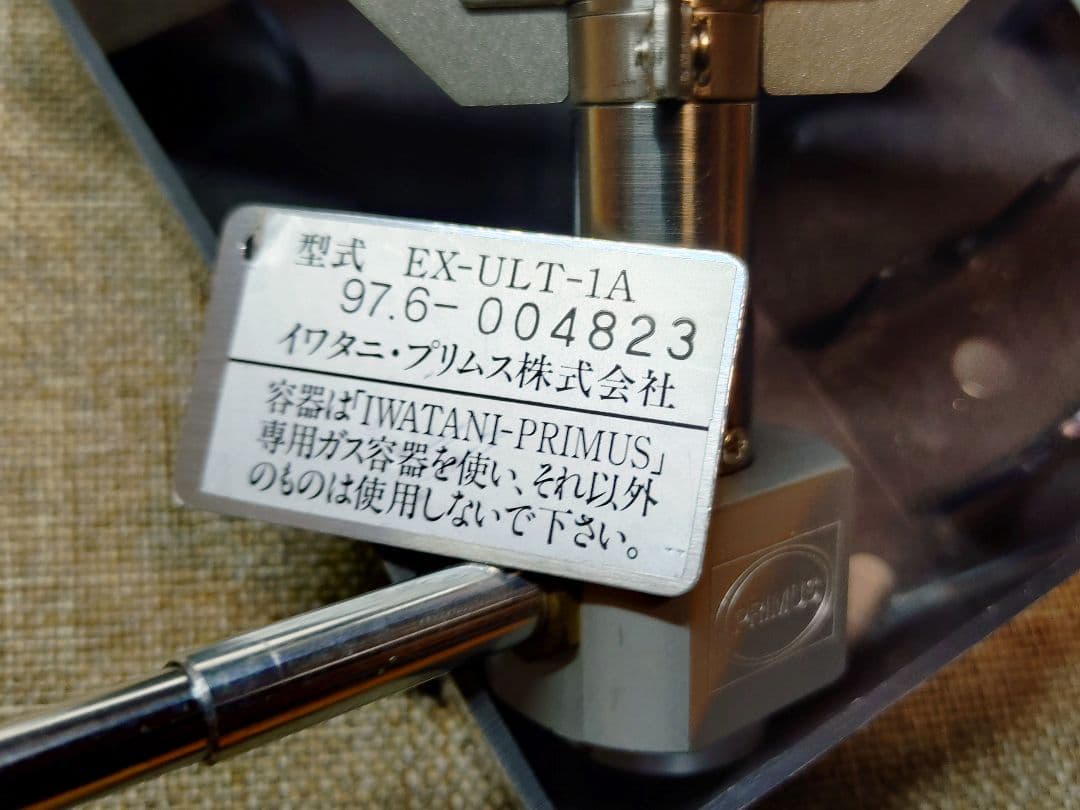 型式 EX-ULT-1A
97.6-004823
イワタニ・プリムス株式会社
容器は「IWATANI-PRIMUS」
専用ガス容器を使い、それ以外
のものは使用しないで下さい。
PRIMUS